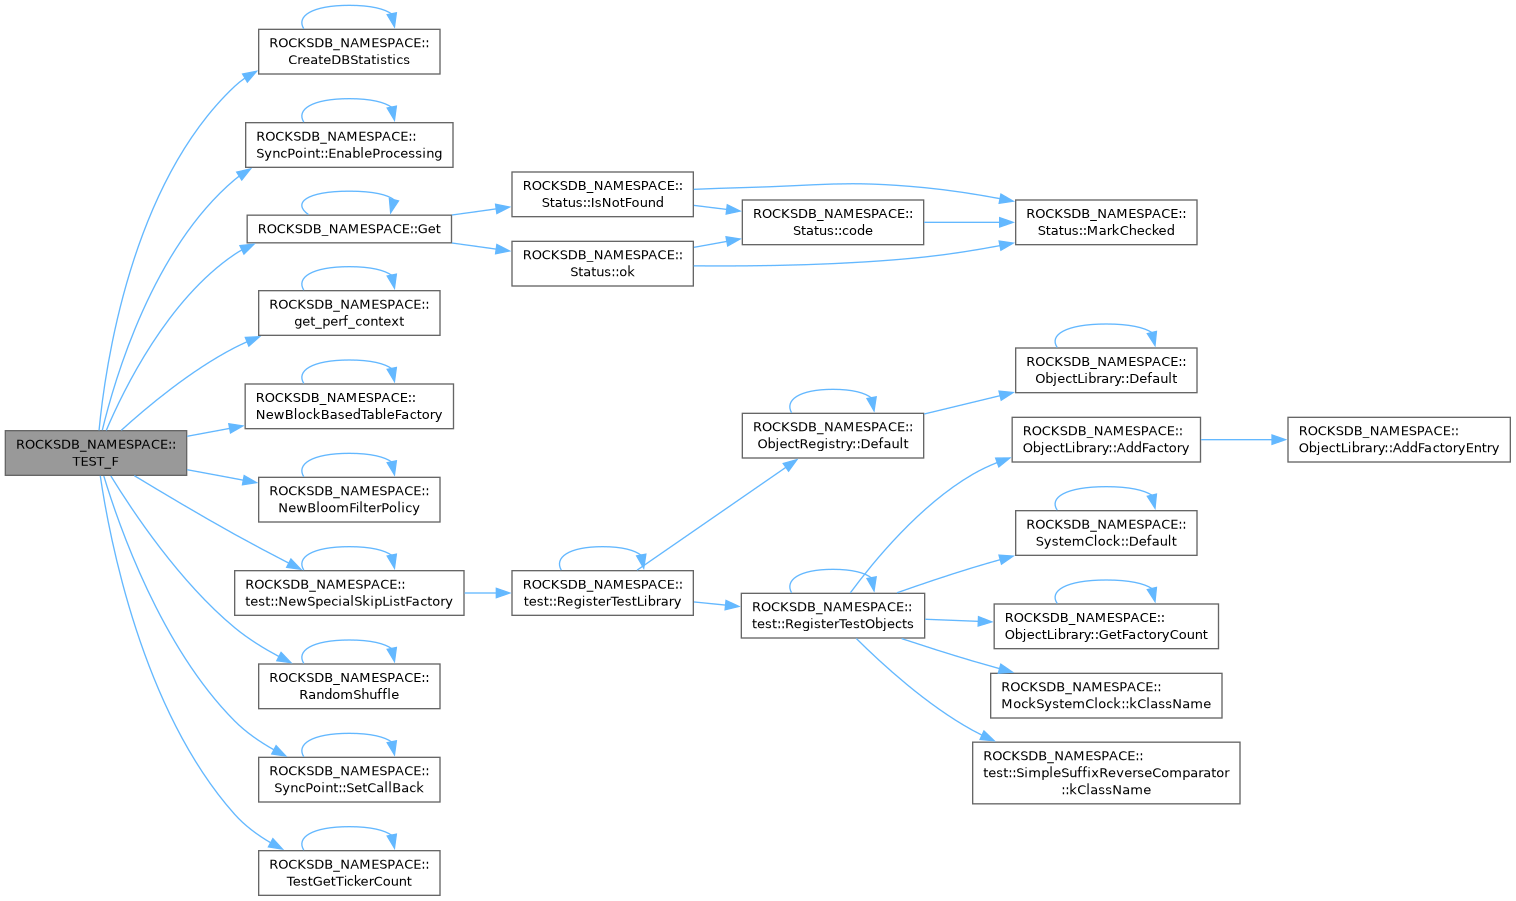 ROCKSDB_NAMESPACE::
CreateDBStatistics
ROCKSDB_NAMESPACE::
SyncPoint::EnableProcessing
ROCKSDB_NAMESPACE::
Status::IsNotFound
ROCKSDB_NAMESPACE::
Status::code
ROCKSDB_NAMESPACE::
Status::MarkChecked
ROCKSDB_NAMESPACE::Get
ROCKSDB_NAMESPACE::
Status::ok
ROCKSDB_NAMESPACE::
get_perf_context
ROCKSDB_NAMESPACE::
ObjectLibrary::Default
ROCKSDB_NAMESPACE::
NewBlockBasedTableFactory
ROCKSDB_NAMESPACE::
ObjectRegistry::Default
ROCKSDB_NAMESPACE::
ObjectLibrary::AddFactory
ROCKSDB_NAMESPACE::
ObjectLibrary::AddFactoryEntry
ROCKSDB_NAMESPACE::
TEST_F
ROCKSDB_NAMESPACE::
NewBloomFilterPolicy
ROCKSDB_NAMESPACE::
SystemClock::Default
ROCKSDB_NAMESPACE::
test::NewSpecialSkipListFactory
ROCKSDB_NAMESPACE::
test::RegisterTestLibrary
ROCKSDB_NAMESPACE::
test::RegisterTestObjects
ROCKSDB_NAMESPACE::
ObjectLibrary::GetFactoryCount
ROCKSDB_NAMESPACE::
RandomShuffle
ROCKSDB_NAMESPACE::
MockSystemClock::kClassName
ROCKSDB_NAMESPACE::
test::SimpleSuffixReverseComparator
::kClassName
ROCKSDB_NAMESPACE::
SyncPoint::SetCallBack
ROCKSDB_NAMESPACE::
TestGetTickerCount